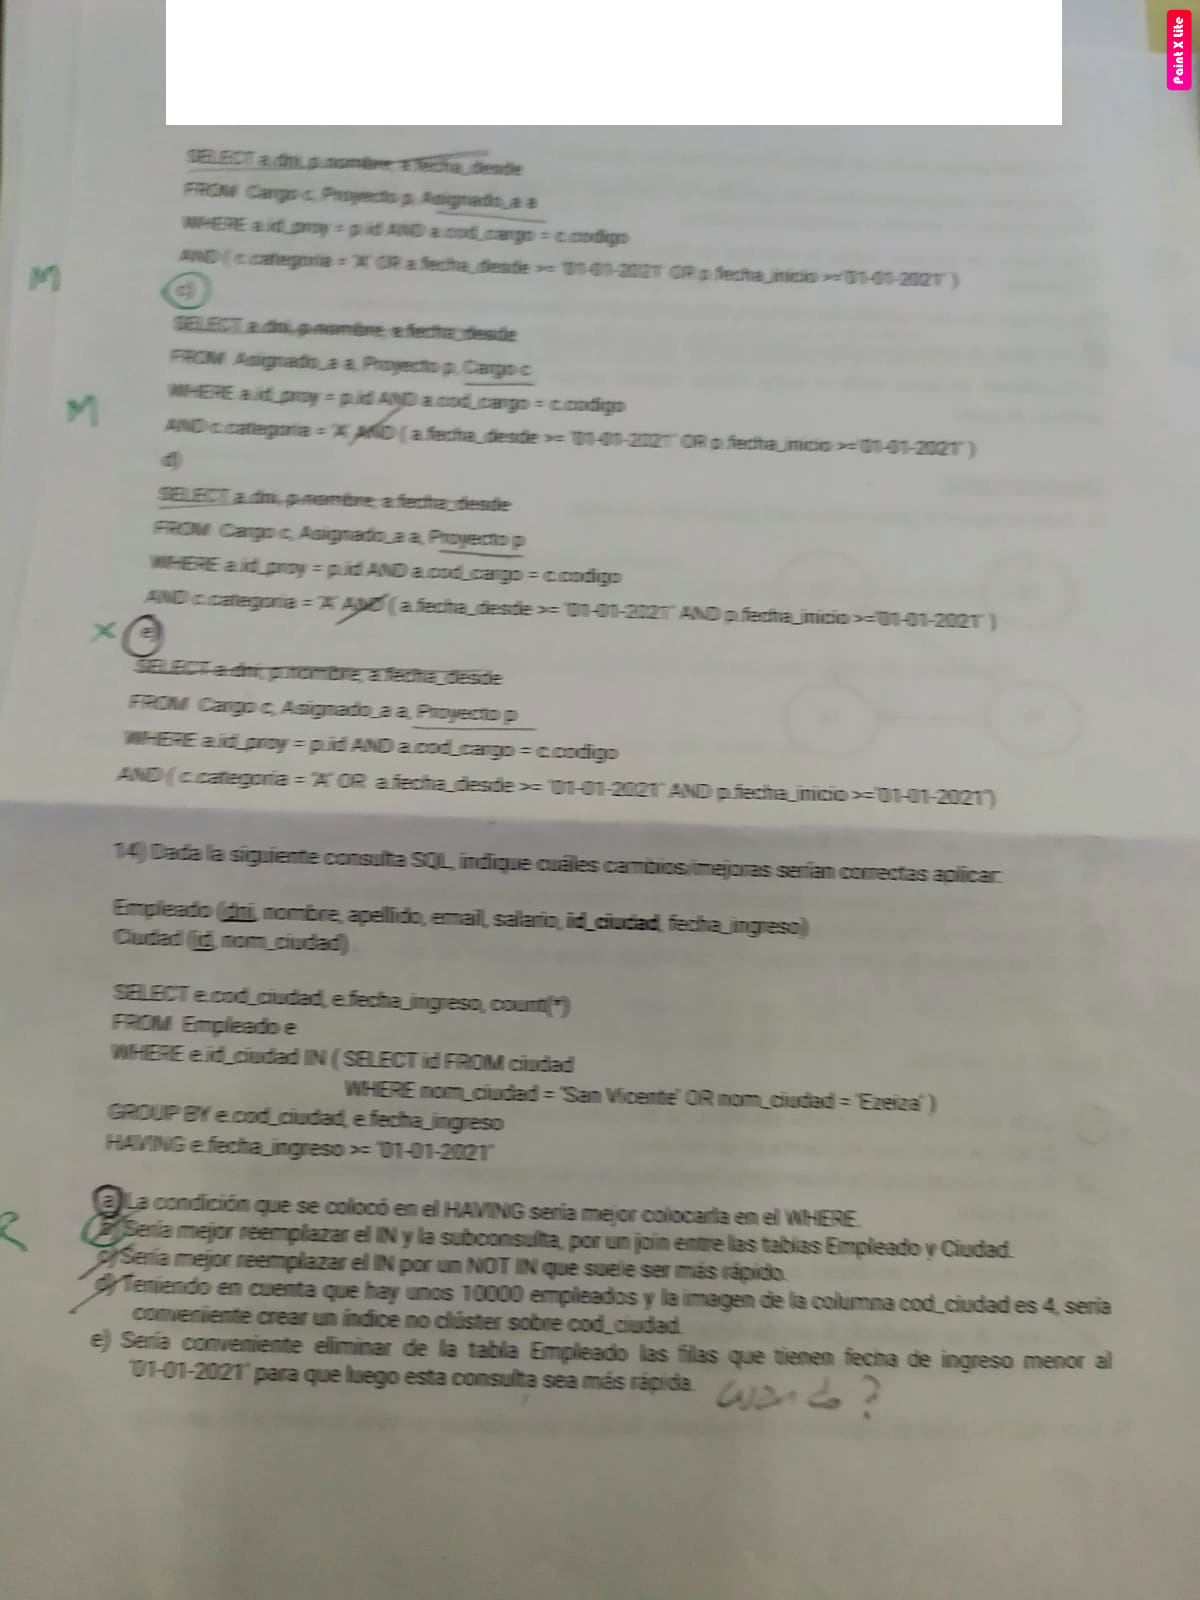 Paint X Lite
SELECT a.dni, p.nombre, a.fecha_desde
FROM Cargo c, Proyecto p, Asignado_a a
WHERE a.id_proy = p.id AND a.cod_cargo = c.codigo
AND ( c.categoria = "A" OR a.fecha_desde >= "01-01-2021" OR p.fecha_inicio >="01-01-2021" )
M
c)
SELECT a.dni, p.nombre, a.fecha_desde
FROM Asignado_a a, Proyecto p, Cargo c
WHERE a.id_proy = p.id AND a.cod_cargo = c.codigo
M
AND c.categoria = "A" AND ( a.fecha_desde >= "01-01-2021" OR p.fecha_inicio >="01-01-2021" )
d)
SELECT a.dni, p.nombre, a.fecha_desde
FROM Cargo c, Asignado_a a, Proyecto p
WHERE a.id_proy = p.id AND a.cod_cargo = c.codigo
AND c.categoria = "A" AND ( a.fecha_desde >= "01-01-2021" AND p.fecha_inicio >="01-01-2021" )
X e)
SELECT a.dni, p.nombre, a.fecha_desde
FROM Cargo c, Asignado_a a, Proyecto p
WHERE a.id_proy = p.id AND a.cod_cargo = c.codigo
AND ( c.categoria = "A" OR a.fecha_desde >= "01-01-2021" AND p.fecha_inicio >="01-01-2021")
14) Dada la siguiente consulta SQL, indique cuáles cambios/mejoras serían correctas aplicar:
Empleado (dni, nombre, apellido, email, salario, id_ciudad, fecha_ingreso)
Ciudad (id, nom_ciudad)
SELECT e.cod_ciudad, e.fecha_ingreso, count(*)
FROM Empleado e
WHERE e.id_ciudad IN ( SELECT id FROM ciudad
WHERE nom_ciudad = "San Vicente" OR nom_ciudad = "Ezeiza" )
GROUP BY e.cod_ciudad, e.fecha_ingreso
HAVING e.fecha_ingreso >= "01-01-2021"
a) La condición que se colocó en el HAVING sería mejor colocarla en el WHERE.
R b) Sería mejor reemplazar el IN y la subconsulta, por un join entre las tablas Empleado y Ciudad.
c) Sería mejor reemplazar el IN por un NOT IN que suele ser más rápido.
d) Teniendo en cuenta que hay unos 10000 empleados y la imagen de la columna cod_ciudad es 4, sería
conveniente crear un índice no clúster sobre cod_ciudad.
e) Sería conveniente eliminar de la tabla Empleado las filas que tienen fecha de ingreso menor al
"01-01-2021" para que luego esta consulta sea más rápida.